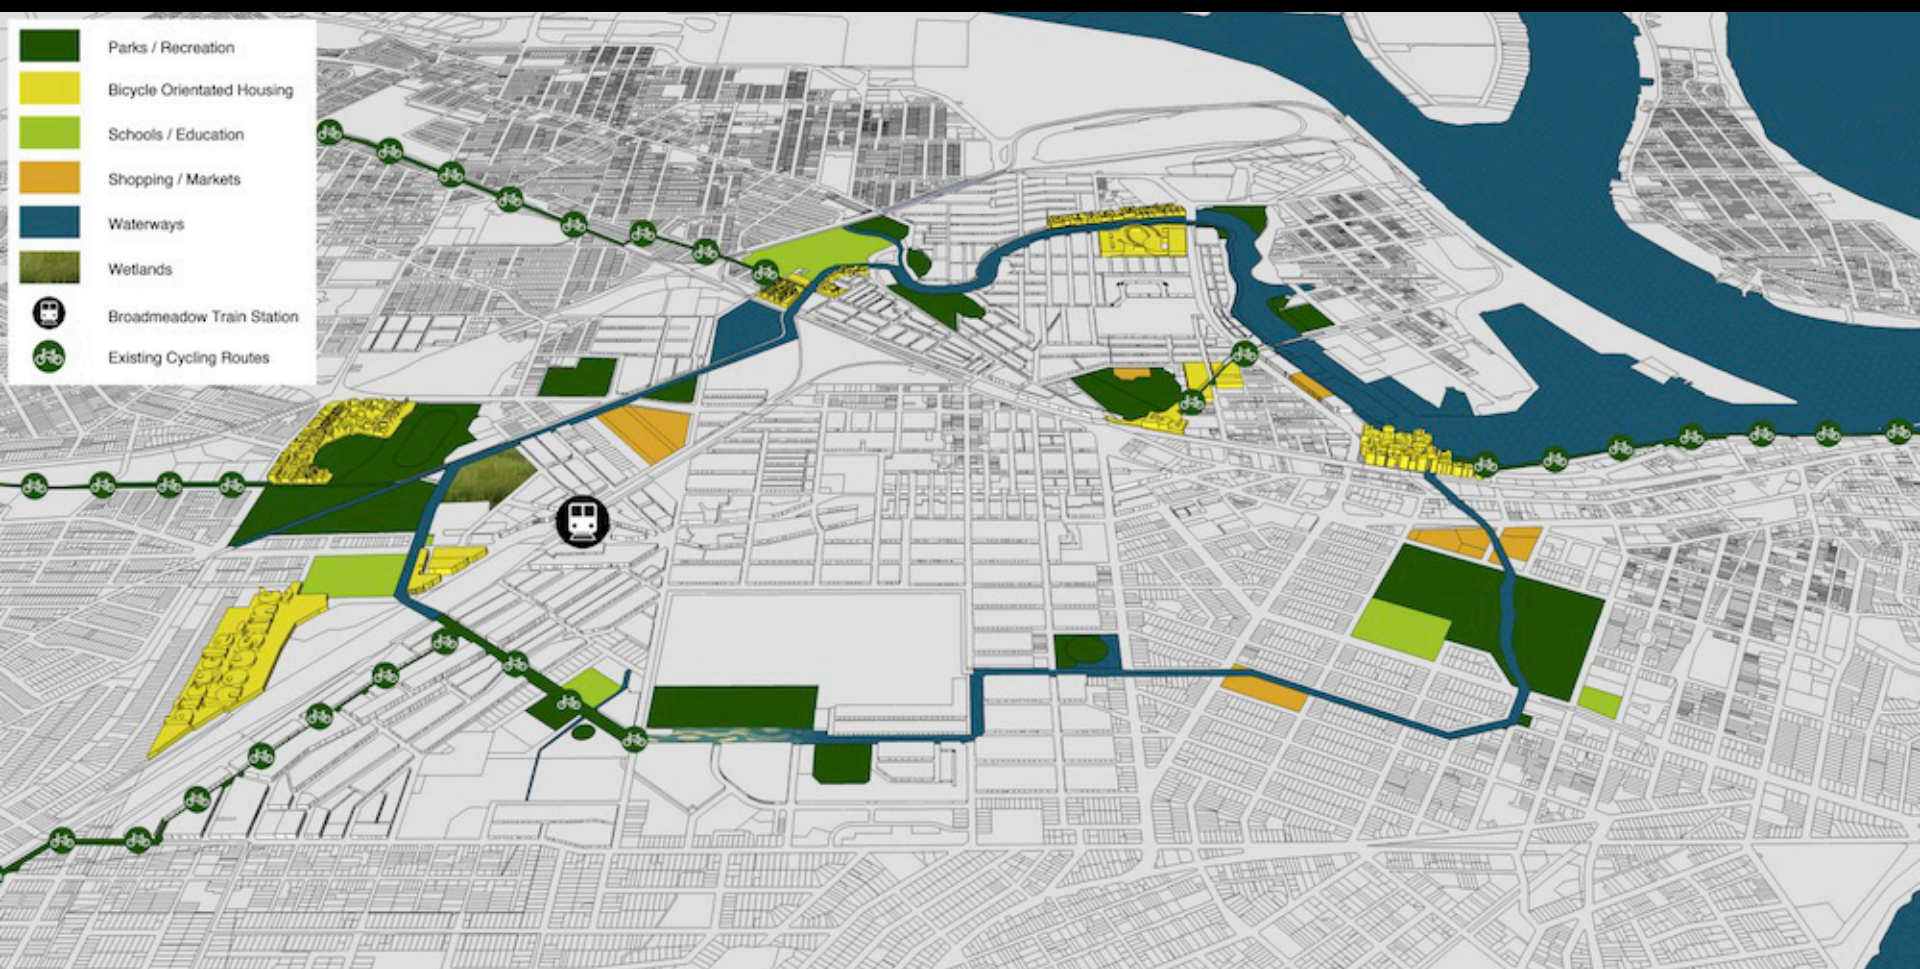 Parks / Recreation
Bicycle Orientated Housing
Schools / Education
Shopping / Markets
Waterways
Wetlands
Broadmeadow Train Station
Existing Cycling Routes